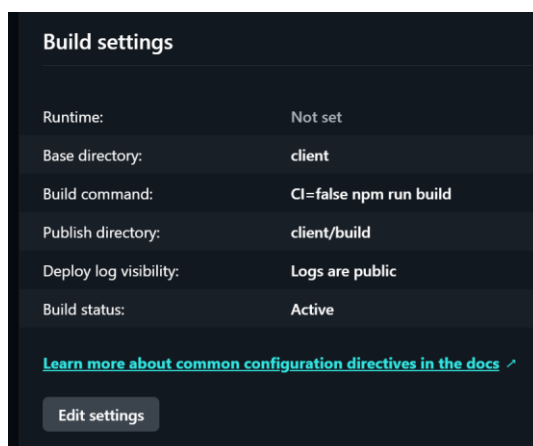 Build settings
Runtime: Not set
Base directory: client
Build command: CI=false npm run build
Publish directory: client/build
Deploy log visibility: Logs are public
Build status: Active
Learn more about common configuration directives in the docs ↗
Edit settings